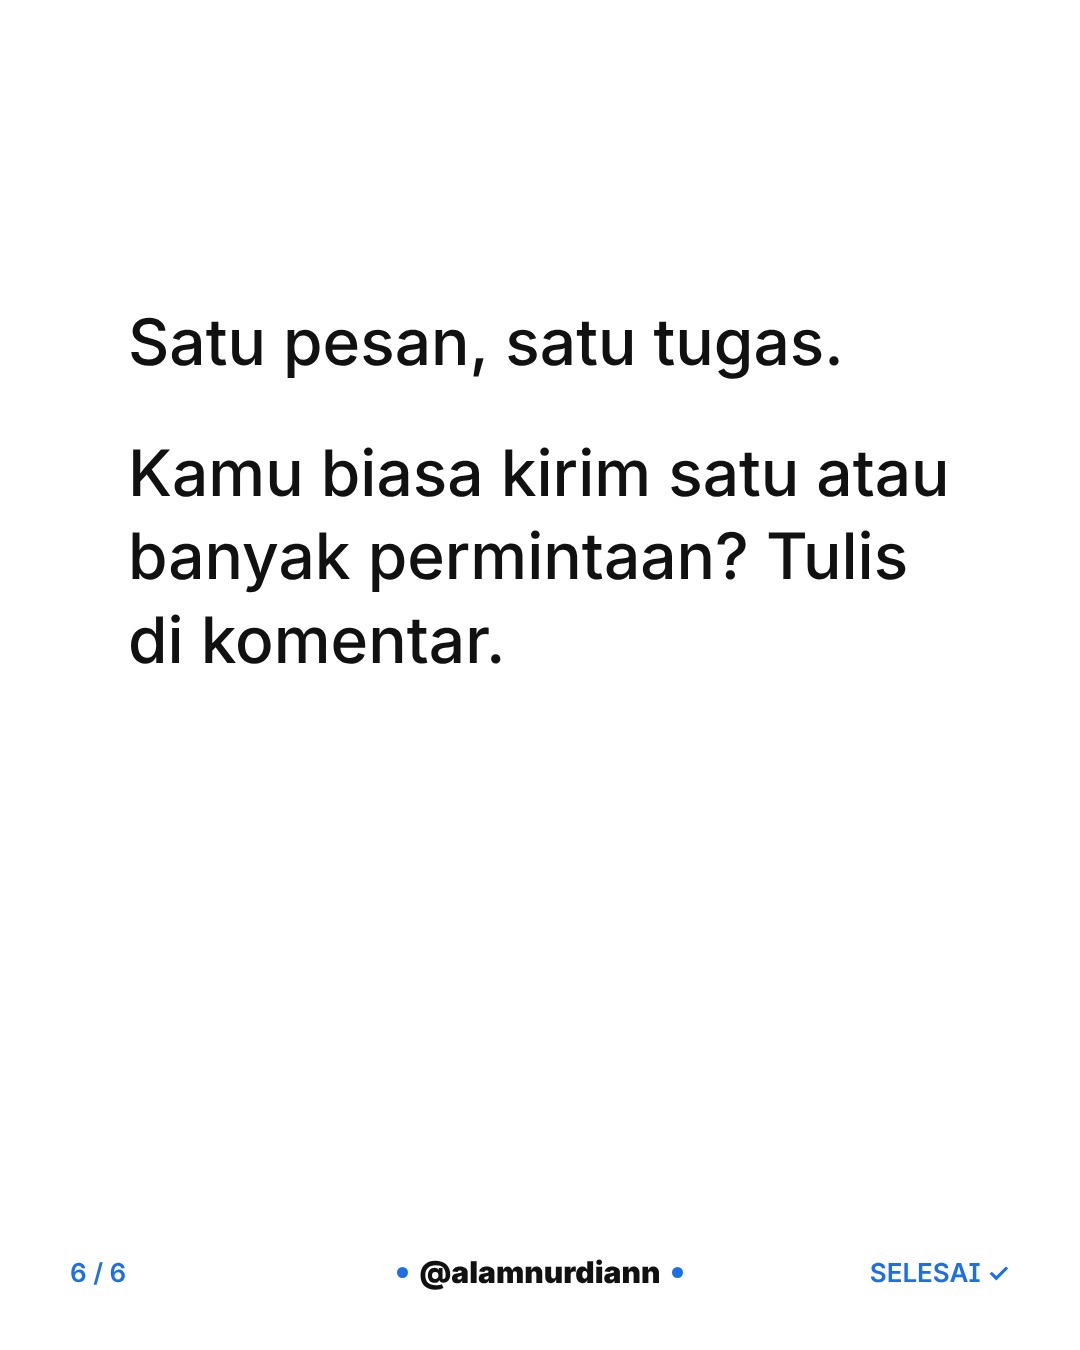 Satu pesan, satu tugas.
Kamu biasa kirim satu atau
banyak permintaan? Tulis
di komentar.
6 / 6
• @alamnurdiann •
SELESAI ✓